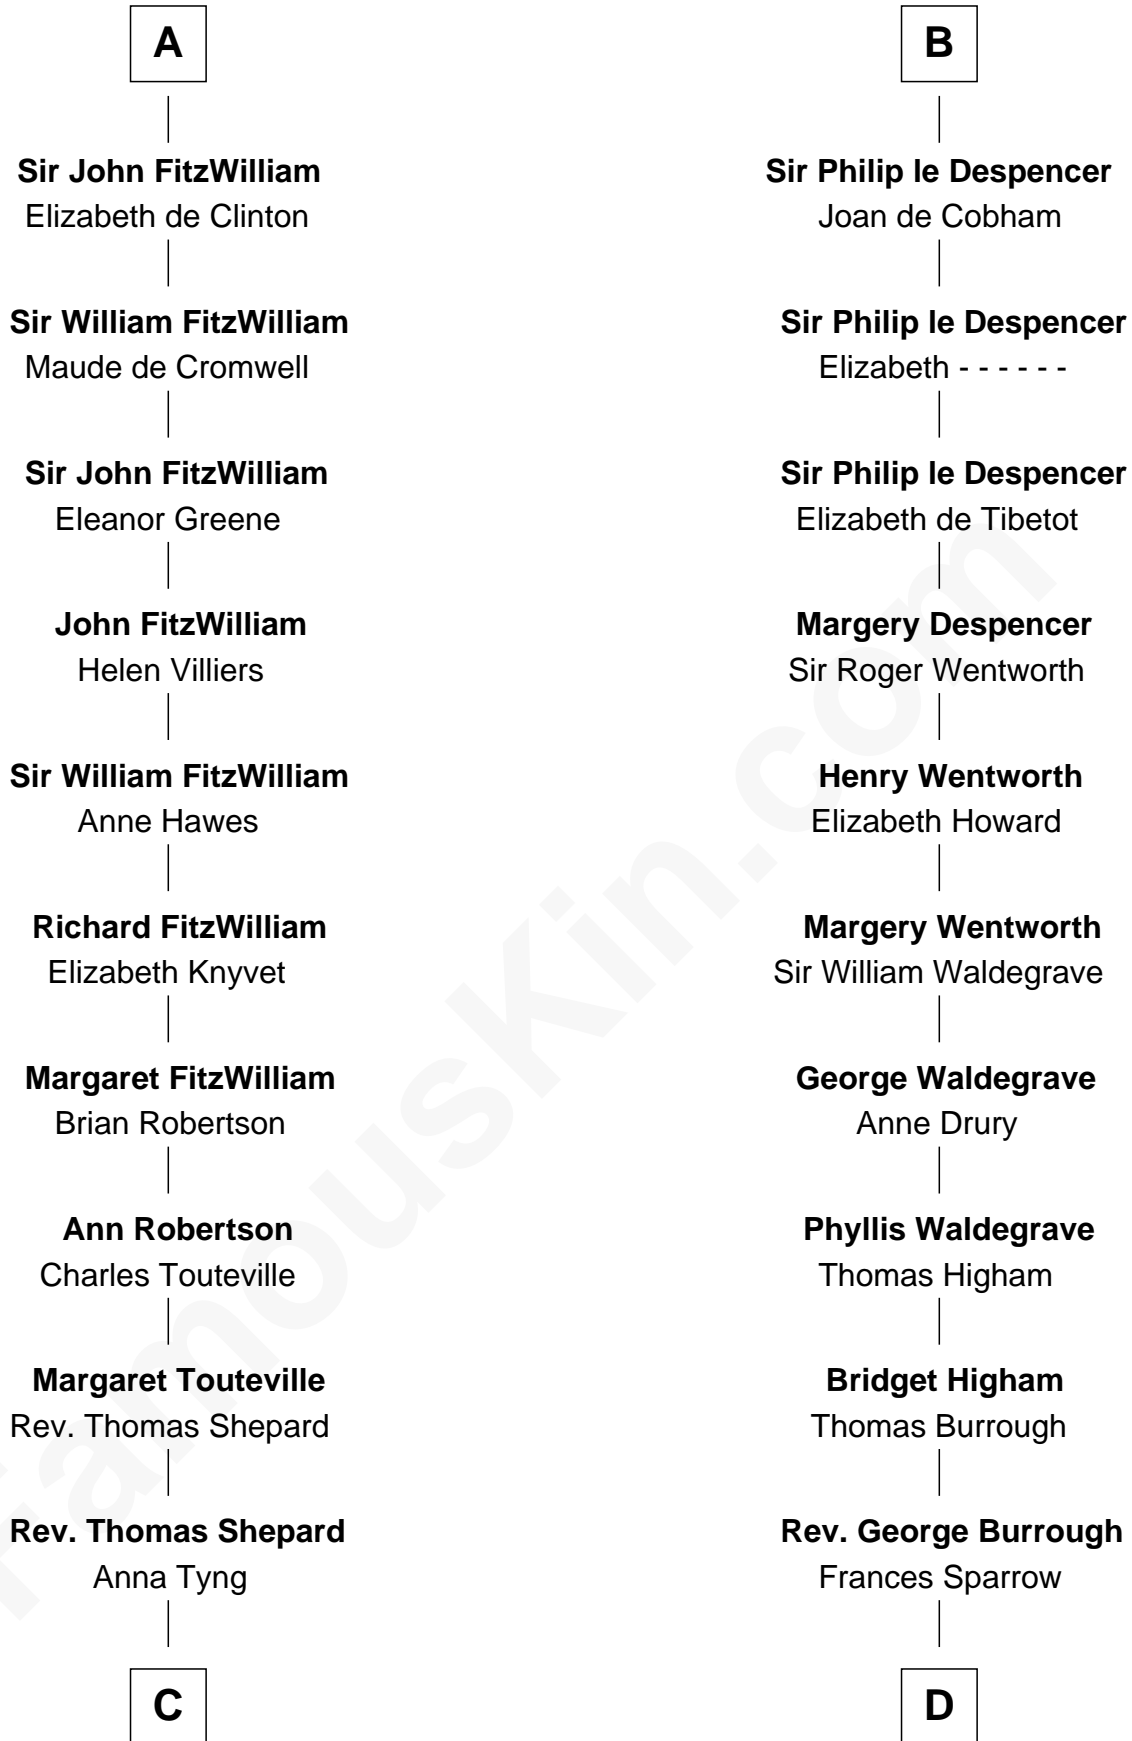 A
Sir John FitzWilliam
Elizabeth de Clinton
Sir William FitzWilliam
Maude de Cromwell
Sir John FitzWilliam
Eleanor Greene
John FitzWilliam
Helen Villiers
Sir William FitzWilliam
Anne Hawes
Richard FitzWilliam
Elizabeth Knyvet
Margaret FitzWilliam
Brian Robertson
Ann Robertson
Charles Touteville
Margaret Touteville
Rev. Thomas Shepard
Rev. Thomas Shepard
Anna Tyng
C
B
Sir Philip le Despencer
Joan de Cobham
Sir Philip le Despencer
Elizabeth - - - - - -
Sir Philip le Despencer
Elizabeth de Tibetot
Margery Despencer
Sir Roger Wentworth
Henry Wentworth
Elizabeth Howard
Margery Wentworth
Sir William Waldegrave
George Waldegrave
Anne Drury
Phyllis Waldegrave
Thomas Higham
Bridget Higham
Thomas Burrough
Rev. George Burrough
Frances Sparrow
D
FamousKin.com